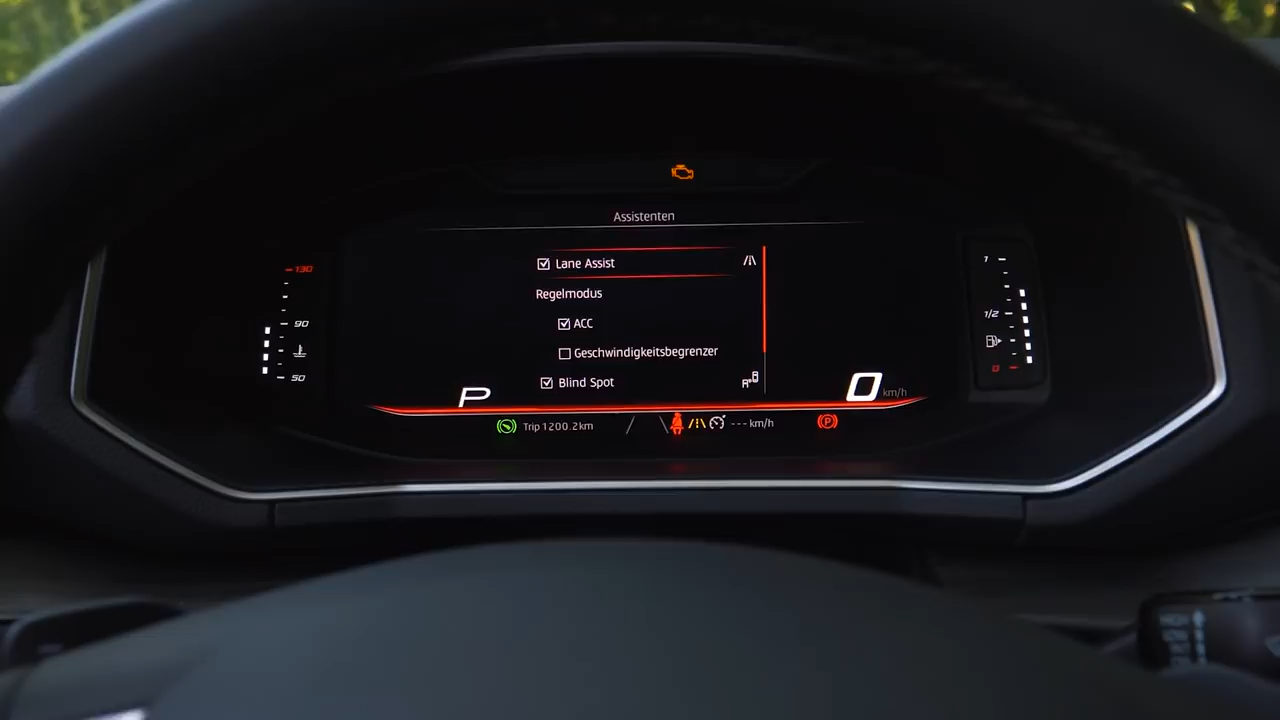 Assistenten
Lane Assist
Regelmodus
ACC
Geschwindigkeitsbegrenzer
Blind Spot
130
90
50
1
1/2
0
P
0 km/h
Trip 1200.2km
--- km/h
P